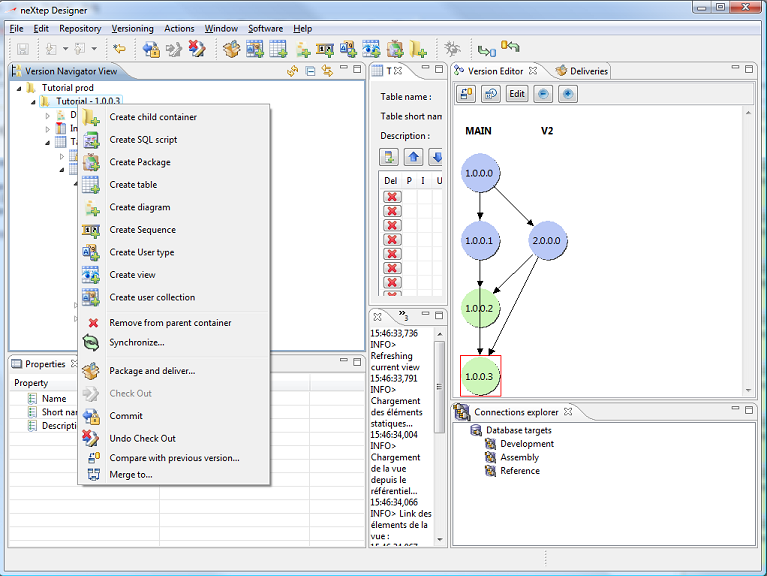 neXtep Designer
File Edit Repository Versioning Actions Window Software Help
Version Navigator View
Tutorial prod
Tutorial - 1.0.0.3
D
In
Ta
Create child container
Create SQL script
Create Package
Create table
Create diagram
Create Sequence
Create User type
Create view
Create user collection
Remove from parent container
Synchronize...
Package and deliver...
Check Out
Commit
Undo Check Out
Compare with previous version...
Merge to...
Properties
Property
Name
Short na
Descripti
T
Table name :
Table short nam
Description :
Del P I U
3
15:46:33,736
INFO>
Refreshing
current view
15:46:33,791
INFO>
Chargement
des éléments
statiques...
15:46:34,004
INFO>
Chargement
de la vue
depuis le
référentiel...
15:46:34,066
INFO> Link des
élements de la
vue :
15:46:34,067
Version Editor Deliveries
Edit
MAIN V2
1.0.0.0
1.0.0.1 2.0.0.0
1.0.0.2
1.0.0.3
Connections explorer
Database targets
Development
Assembly
Reference